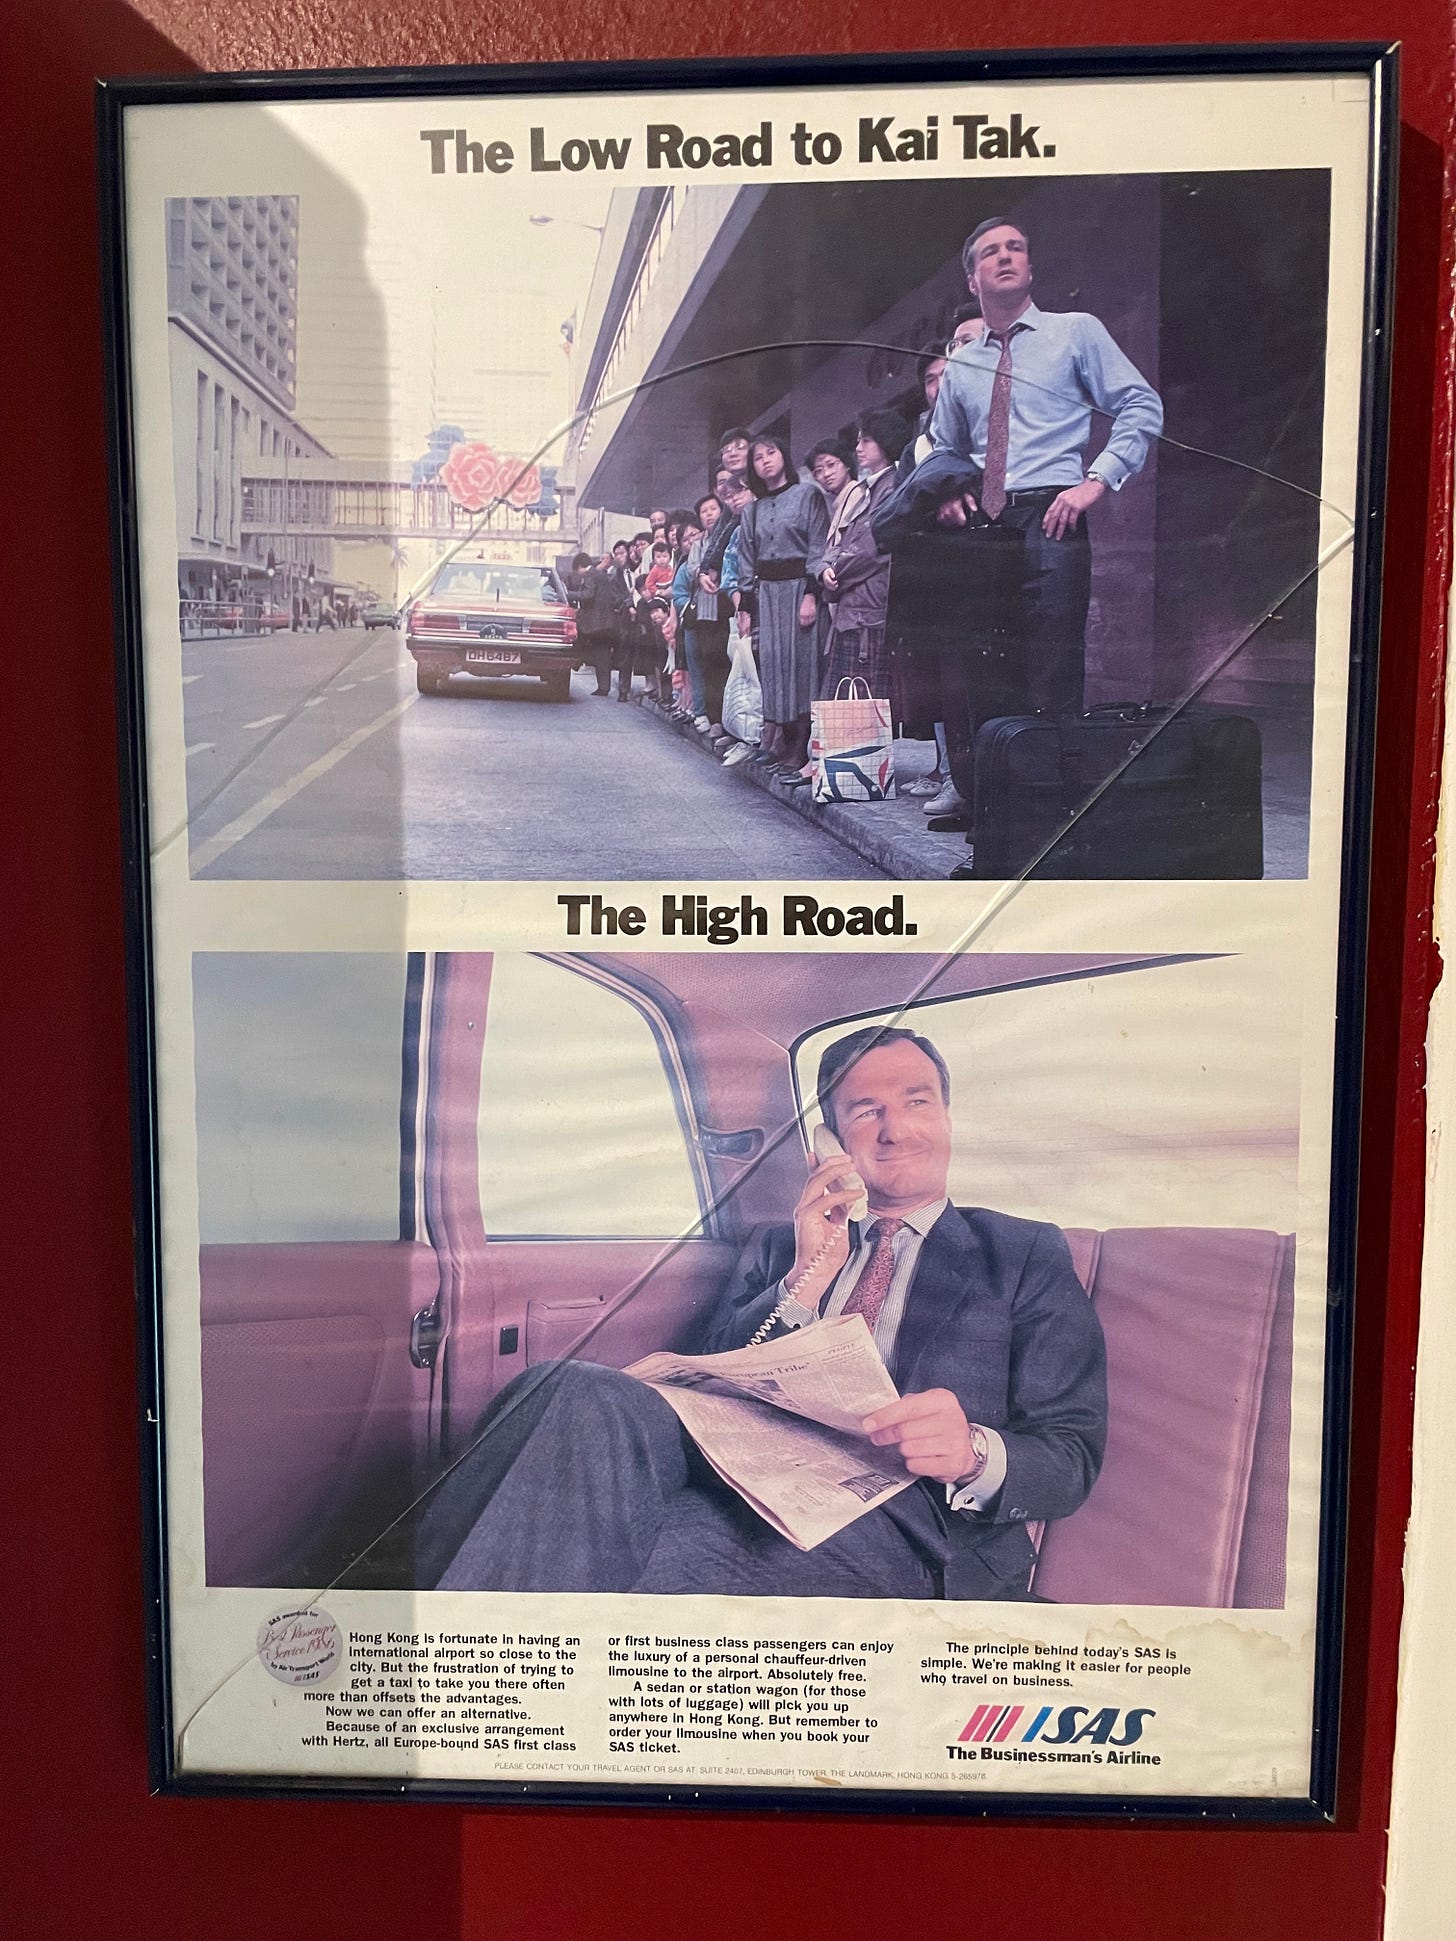 The Low Road to Kai Tak.
TAXI
DH 6467
The High Road.
PEOPLE
European Tribe
SAS awarded for
Best Passenger
Service 1986
by Air Transport World
SAS
Hong Kong is fortunate in having an
international airport so close to the
city. But the frustration of trying to
get a taxi to take you there often
more than offsets the advantages.
Now we can offer an alternative.
Because of an exclusive arrangement
with Hertz, all Europe-bound SAS first class
or first business class passengers can enjoy
the luxury of a personal chauffeur-driven
limousine to the airport. Absolutely free.
A sedan or station wagon (for those
with lots of luggage) will pick you up
anywhere in Hong Kong. But remember to
order your limousine when you book your
SAS ticket.
The principle behind today's SAS is
simple. We're making it easier for people
who travel on business.
SAS
The Businessman's Airline
PLEASE CONTACT YOUR TRAVEL AGENT OR SAS AT: SUITE 2407, EDINBURGH TOWER, THE LANDMARK, HONG KONG 5-265978.